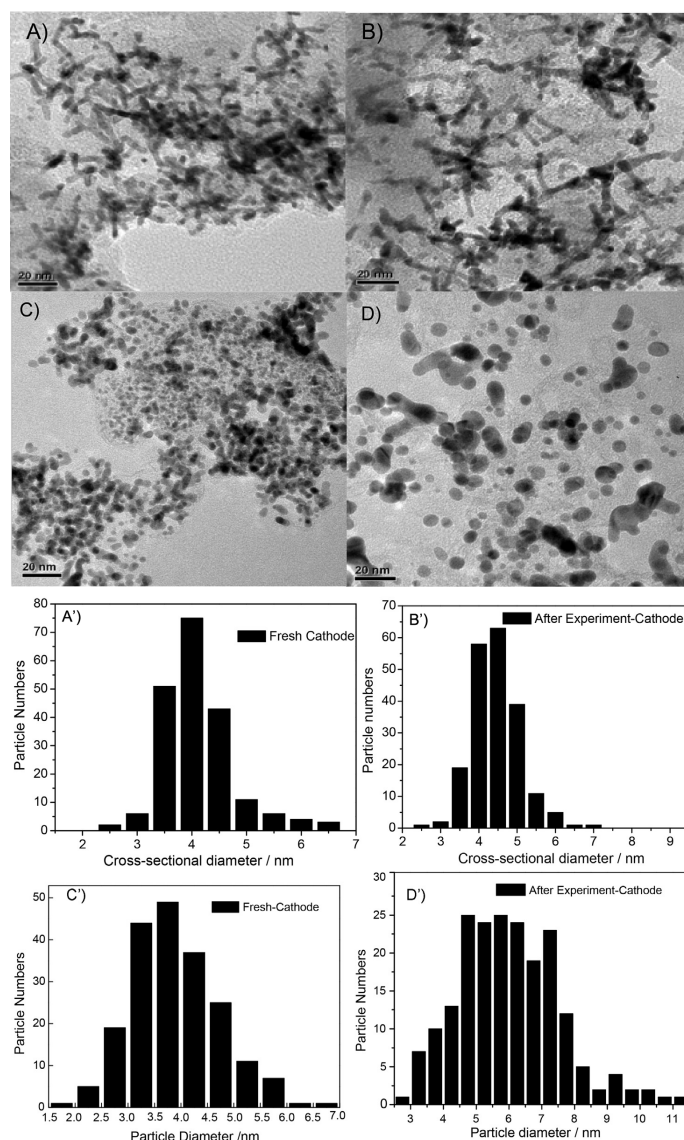 A)
B)
20 nm
20 nm
C)
D)
20 nm
20 nm
A')
Fresh Cathode
80
70
60
50
40
30
20
10
0
Particle Numbers
2 3 4 5 6 7
Cross-sectional diameter / nm
B')
After Experiment-Cathode
70
60
50
40
30
20
10
0
Particle numbers
2 3 4 5 6 7 8 9
Cross-sectional diameter / nm
C')
Fresh-Cathode
50
40
30
20
10
0
Particle Numbers
1.5 2.0 2.5 3.0 3.5 4.0 4.5 5.0 5.5 6.0 6.5 7.0
Particle Diameter /nm
D')
After Experiment-Cathode
30
25
20
15
10
5
0
Particle Numbers
3 4 5 6 7 8 9 10 11
Particle diameter / nm